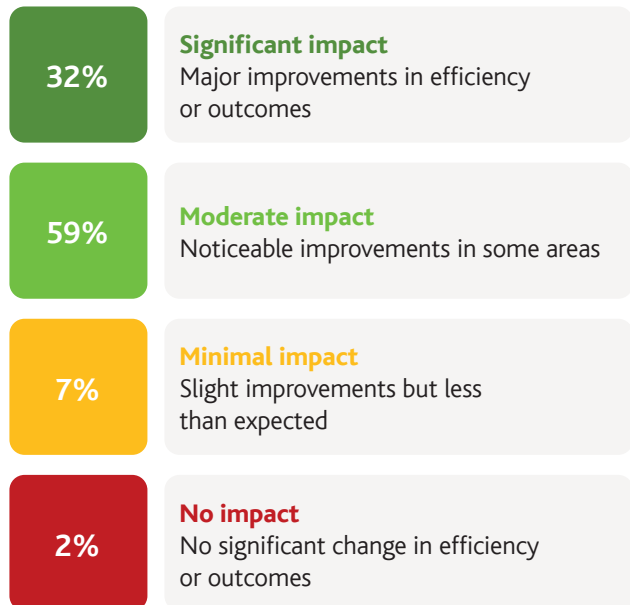 32%
Significant impact
Major improvements in efficiency
or outcomes
59%
Moderate impact
Noticeable improvements in some areas
7%
Minimal impact
Slight improvements but less
than expected
2%
No impact
No significant change in efficiency
or outcomes